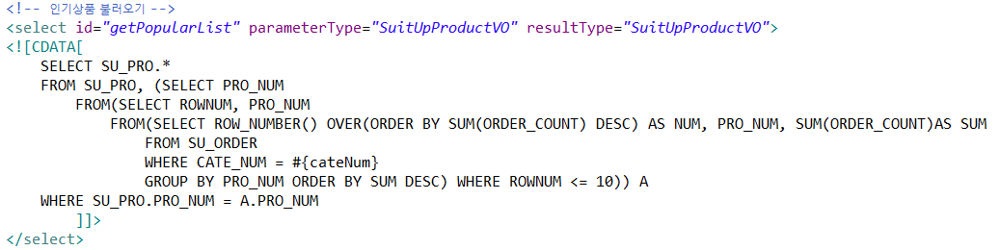 <!-- 인기상품 불러오기 -->
<select id="getPopularList" parameterType="SuitUpProductVO" resultType="SuitUpProductVO">
<![CDATA[
    SELECT SU_PRO.*
    FROM SU_PRO, (SELECT PRO_NUM
        FROM(SELECT ROWNUM, PRO_NUM
            FROM(SELECT ROW_NUMBER() OVER(ORDER BY SUM(ORDER_COUNT) DESC) AS NUM, PRO_NUM, SUM(ORDER_COUNT)AS SUM
                FROM SU_ORDER
                WHERE CATE_NUM = #{cateNum}
                GROUP BY PRO_NUM ORDER BY SUM DESC) WHERE ROWNUM <= 10)) A
    WHERE SU_PRO.PRO_NUM = A.PRO_NUM
        ]]>
</select>